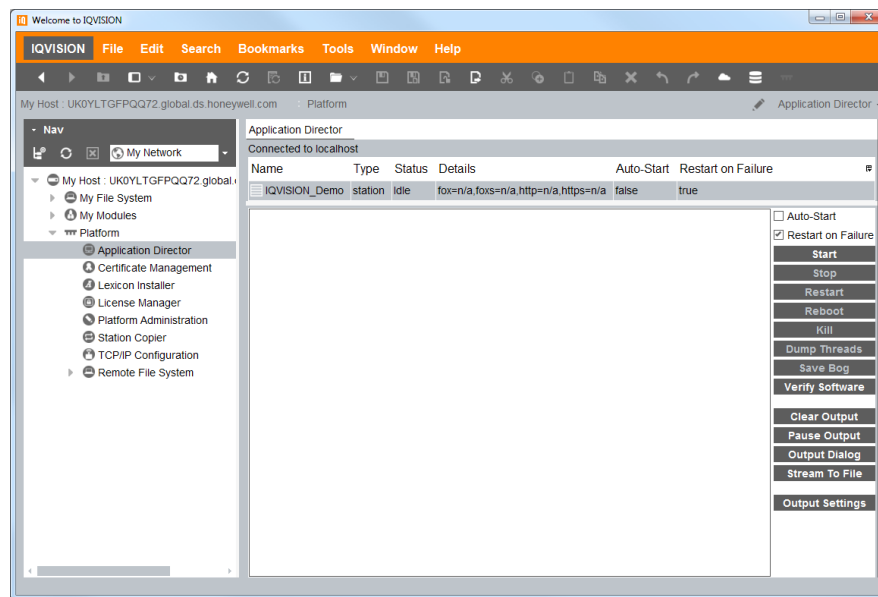 Welcome to IQVISION
IQVISION File Edit Search Bookmarks Tools Window Help
My Host : UK0YLTGFPQQ72.global.ds.honeywell.com : Platform Application Director
Nav
My Network
My Host : UK0YLTGFPQQ72.global.
My File System
My Modules
Platform
Application Director
Certificate Management
Lexicon Installer
License Manager
Platform Administration
Station Copier
TCP/IP Configuration
Remote File System
Application Director
Connected to localhost
Name Type Status Details Auto-Start Restart on Failure
IQVISION_Demo station Idle fox=n/a,foxs=n/a,http=n/a,https=n/a false true
Auto-Start
Restart on Failure
Start
Stop
Restart
Reboot
Kill
Dump Threads
Save Bog
Verify Software
Clear Output
Pause Output
Output Dialog
Stream To File
Output Settings